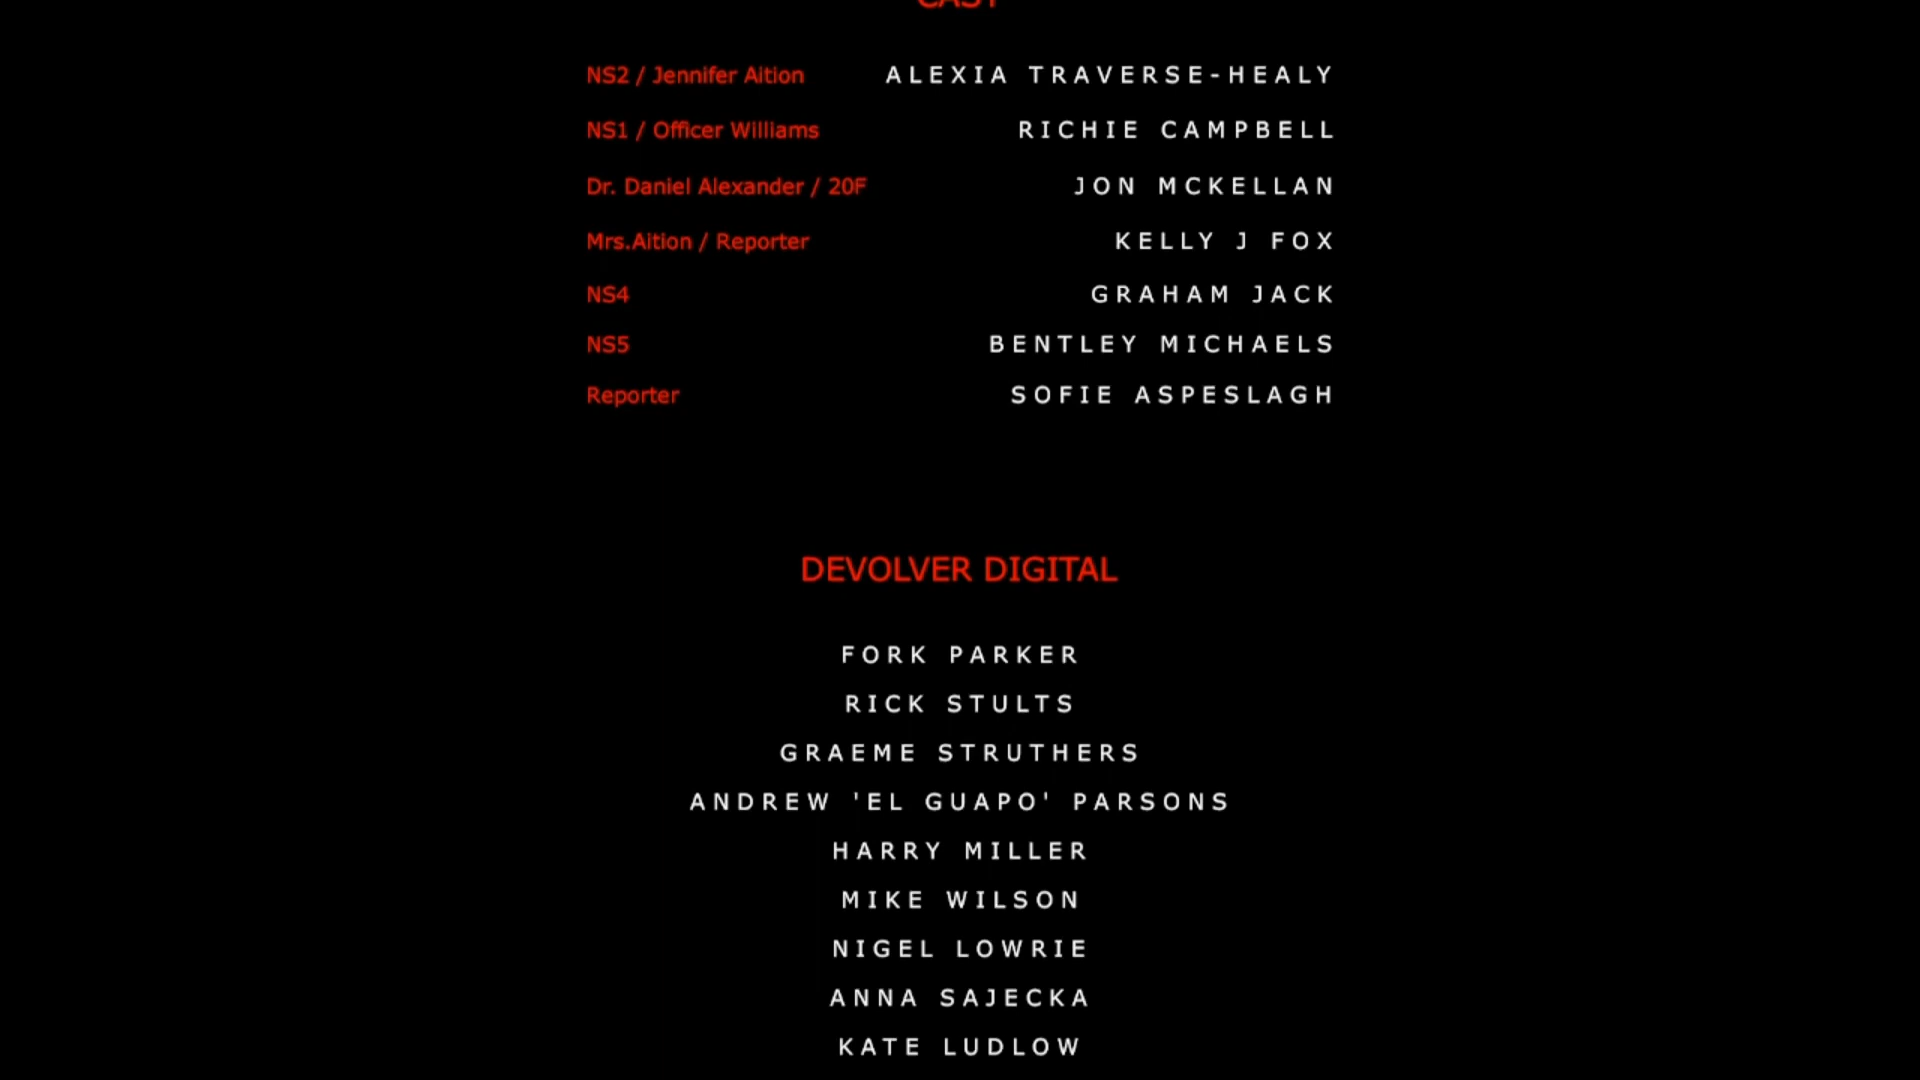 CAST
NS2 / Jennifer Aition ALEXIA TRAVERSE-HEALY
NS1 / Officer Williams RICHIE CAMPBELL
Dr. Daniel Alexander / 20F JON MCKELLAN
Mrs.Aition / Reporter KELLY J FOX
NS4 GRAHAM JACK
NS5 BENTLEY MICHAELS
Reporter SOFIE ASPESLAGH
DEVOLVER DIGITAL
FORK PARKER
RICK STULTS
GRAEME STRUTHERS
ANDREW 'EL GUAPO' PARSONS
HARRY MILLER
MIKE WILSON
NIGEL LOWRIE
ANNA SAJECKA
KATE LUDLOW